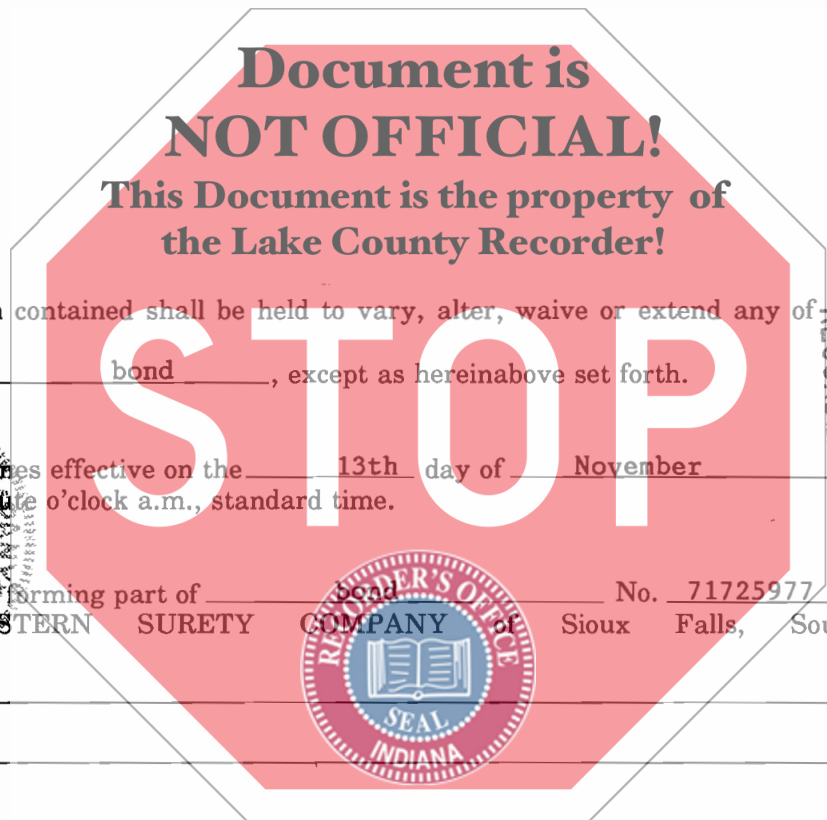 Document is
NOT OFFICIAL!
This Document is the property of
the Lake County Recorder!
contained shall be held to vary, alter, waive or extend any of
bond, except as hereinabove set forth.
STOP
es effective on the 13th day of November
ute o'clock a.m., standard time.
forming part of bond No. 71725977
STERN SURETY COMPANY of Sioux Falls, Sou
RECORDER'S OFFICE
SEAL
INDIANA